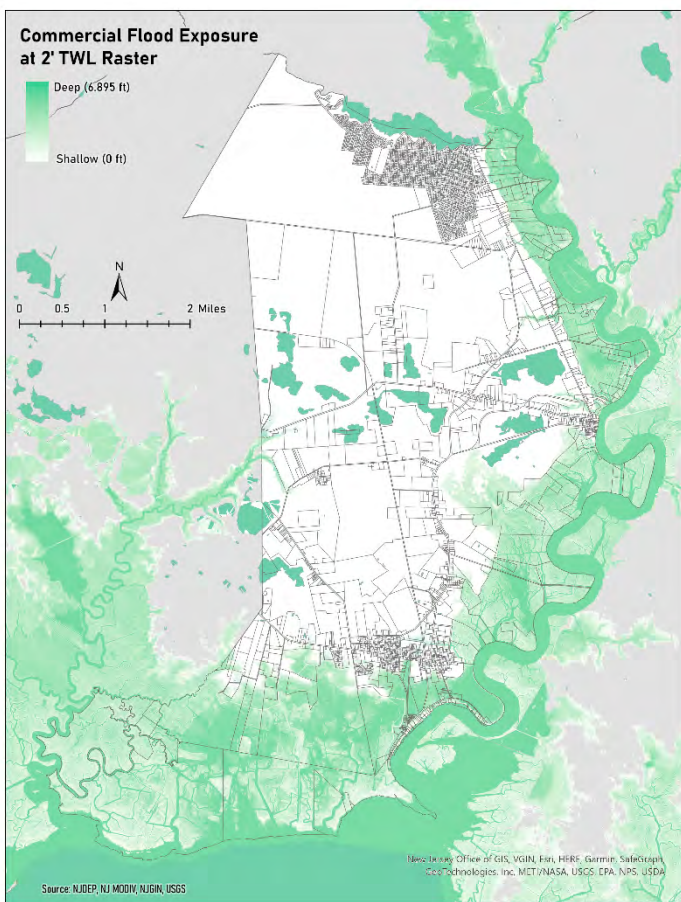 Commercial Flood Exposure
at 2' TWL Raster
Deep (6.895 ft)
Shallow (0 ft)
N
0 0.5 1 2 Miles
New Jersey Office of GIS, VGIN, Esri, HERE, Garmin, SafeGraph,
GeoTechnologies, Inc, METI/NASA, USGS, EPA, NPS, USDA
Source: NJDEP, NJ MODIV, NJGIN, USGS